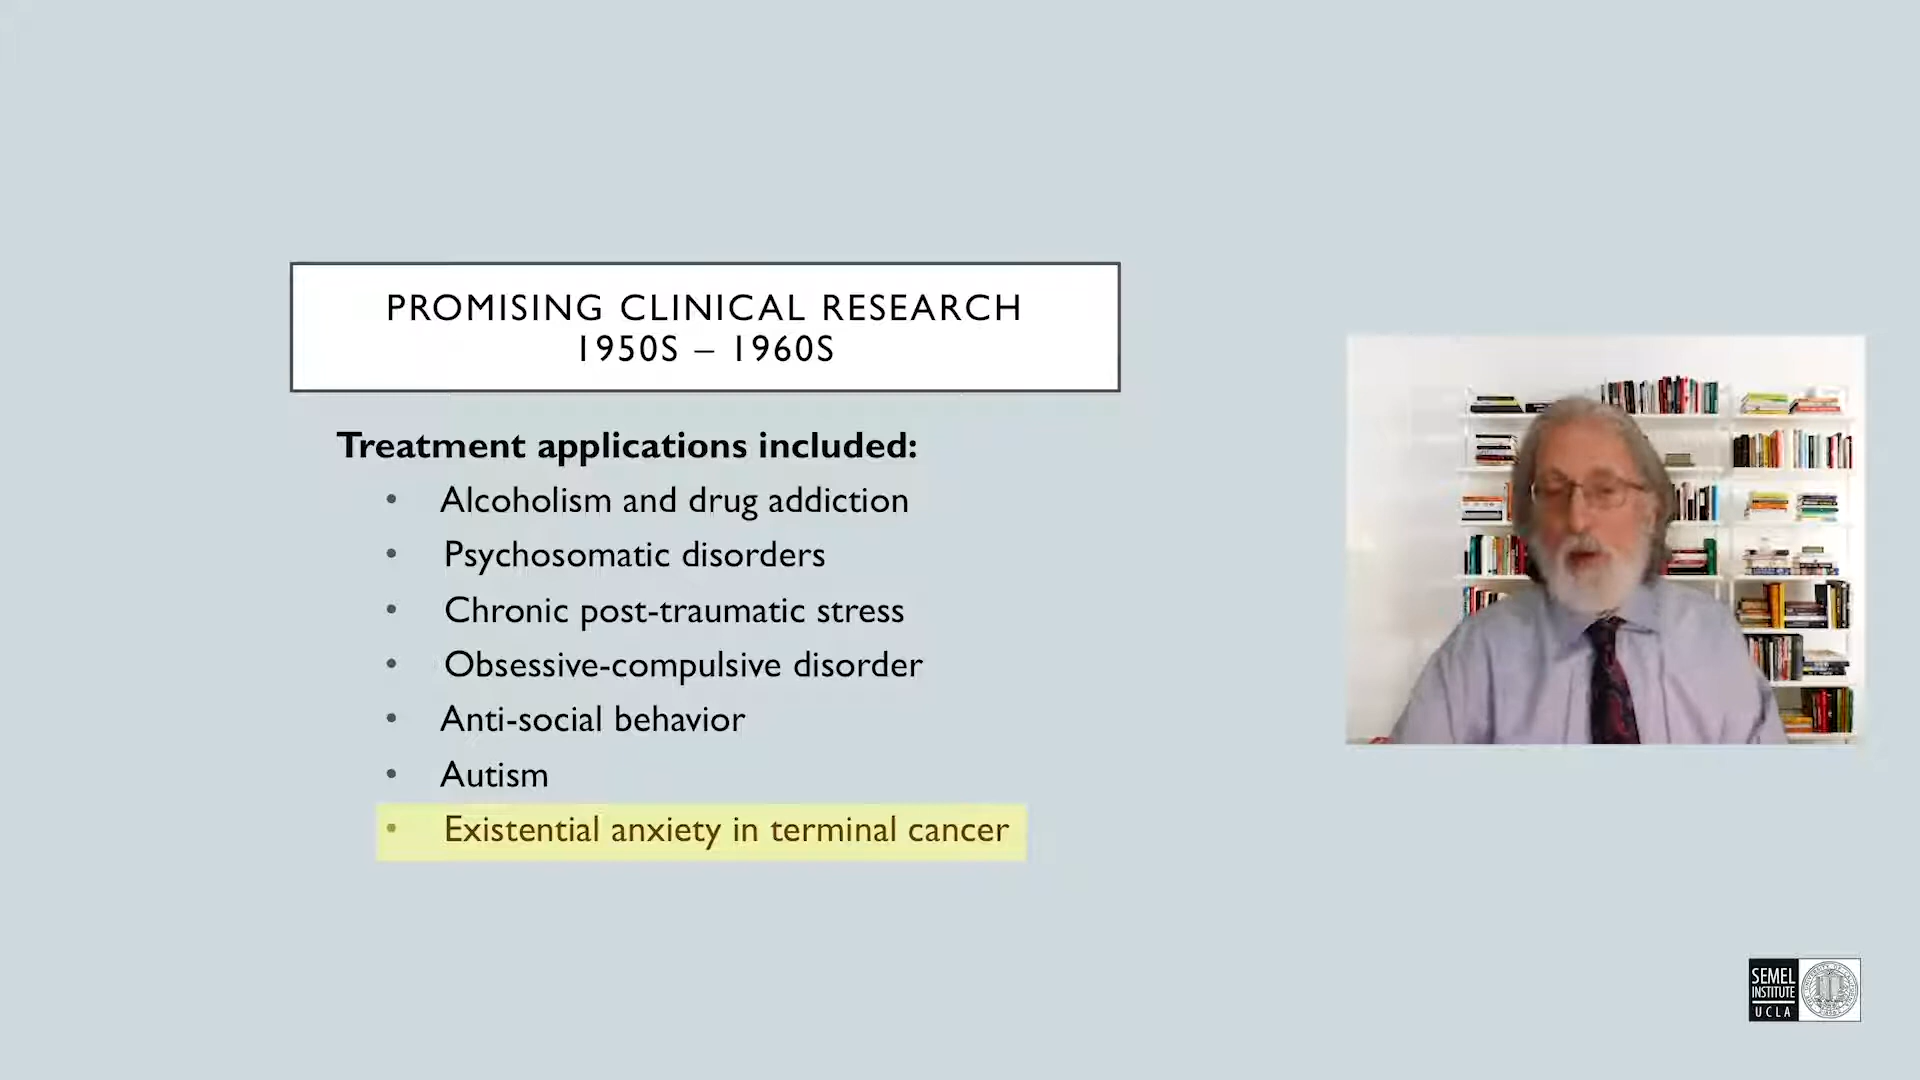 PROMISING CLINICAL RESEARCH
1950S – 1960S
Treatment applications included:
• Alcoholism and drug addiction
• Psychosomatic disorders
• Chronic post-traumatic stress
• Obsessive-compulsive disorder
• Anti-social behavior
• Autism
• Existential anxiety in terminal cancer
SEMEL
INSTITUTE
UCLA